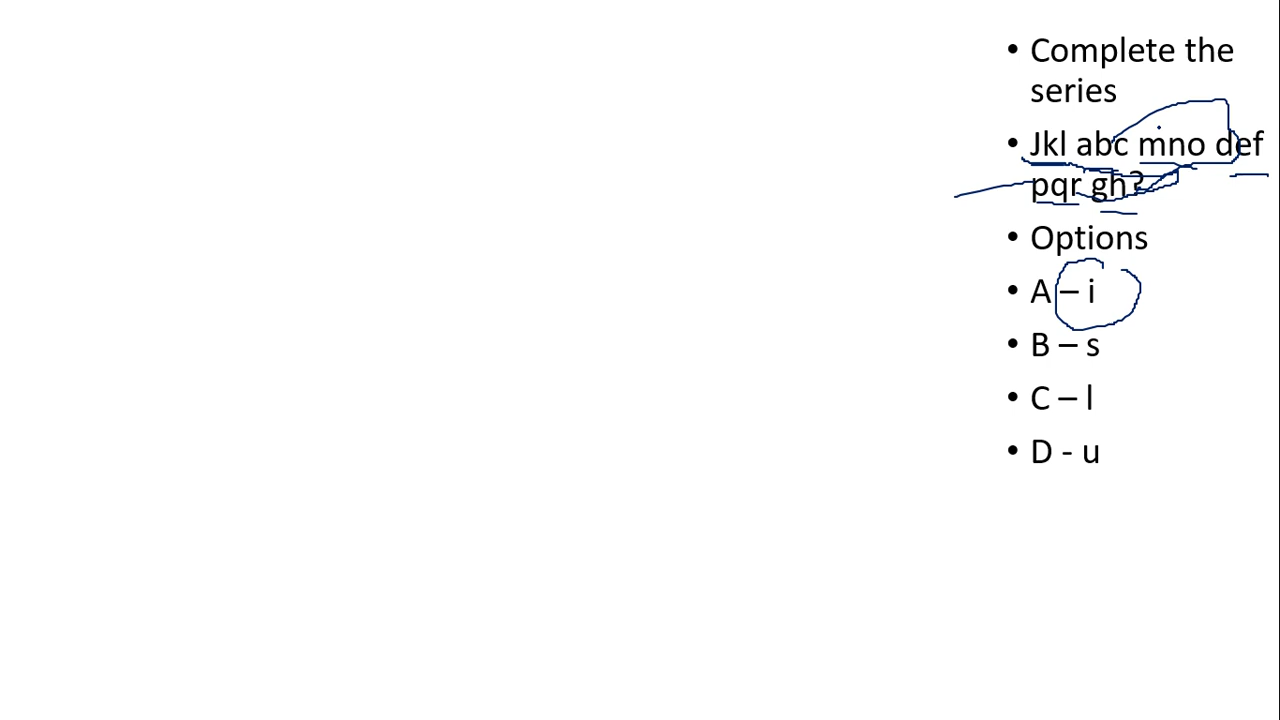 • Complete the
series
• Jkl abc mno def
pqr gh?
• Options
• A – i
• B – s
• C – l
• D - u